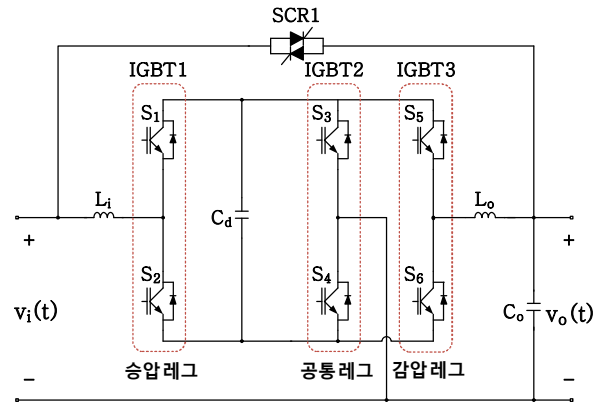 SCR1
IGBT1 IGBT2 IGBT3
S₁ S₃ S₅
Lᵢ C_d Lₒ
+ +
S₂ S₄ S₆
vᵢ(t) Cₒ vₒ(t)
− −
승압 레그 공통 레그 감압 레그